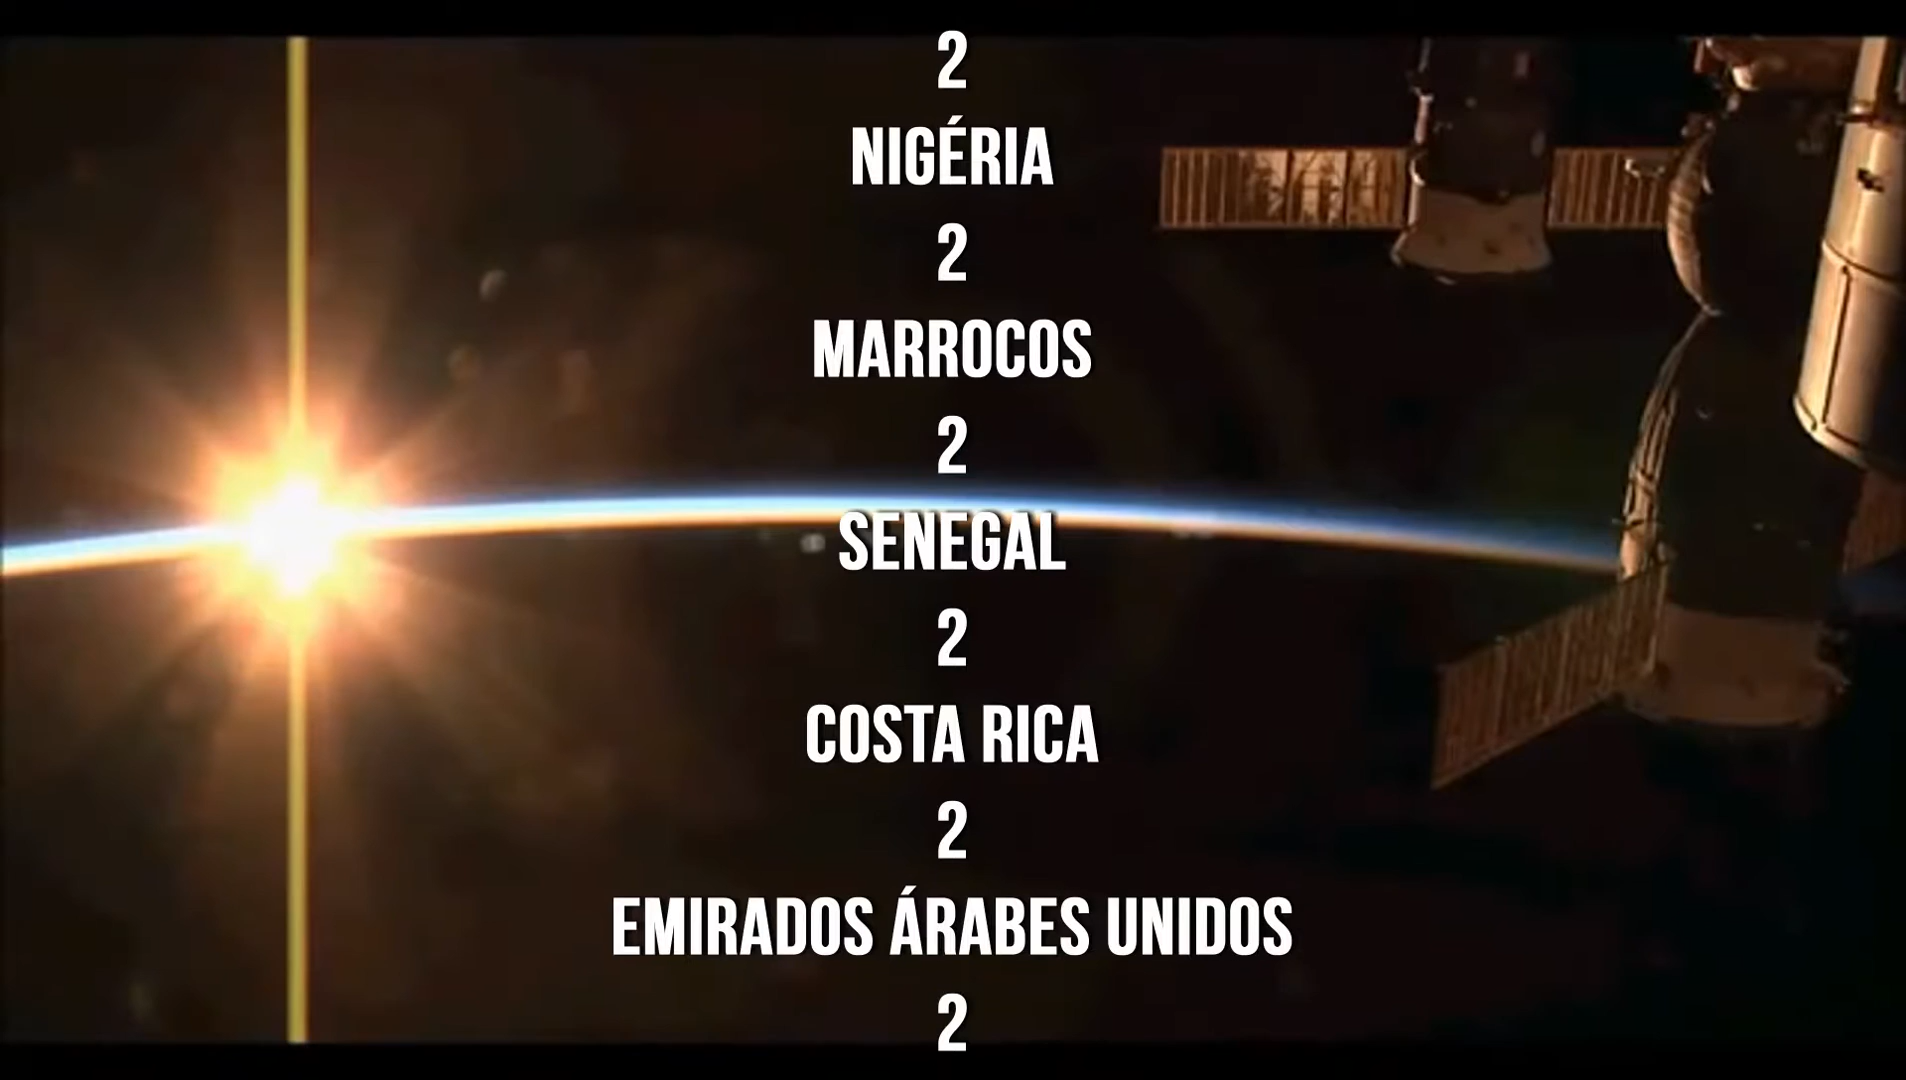 2
NIGÉRIA
2
MARROCOS
2
SENEGAL
2
COSTA RICA
2
EMIRADOS ÁRABES UNIDOS
2